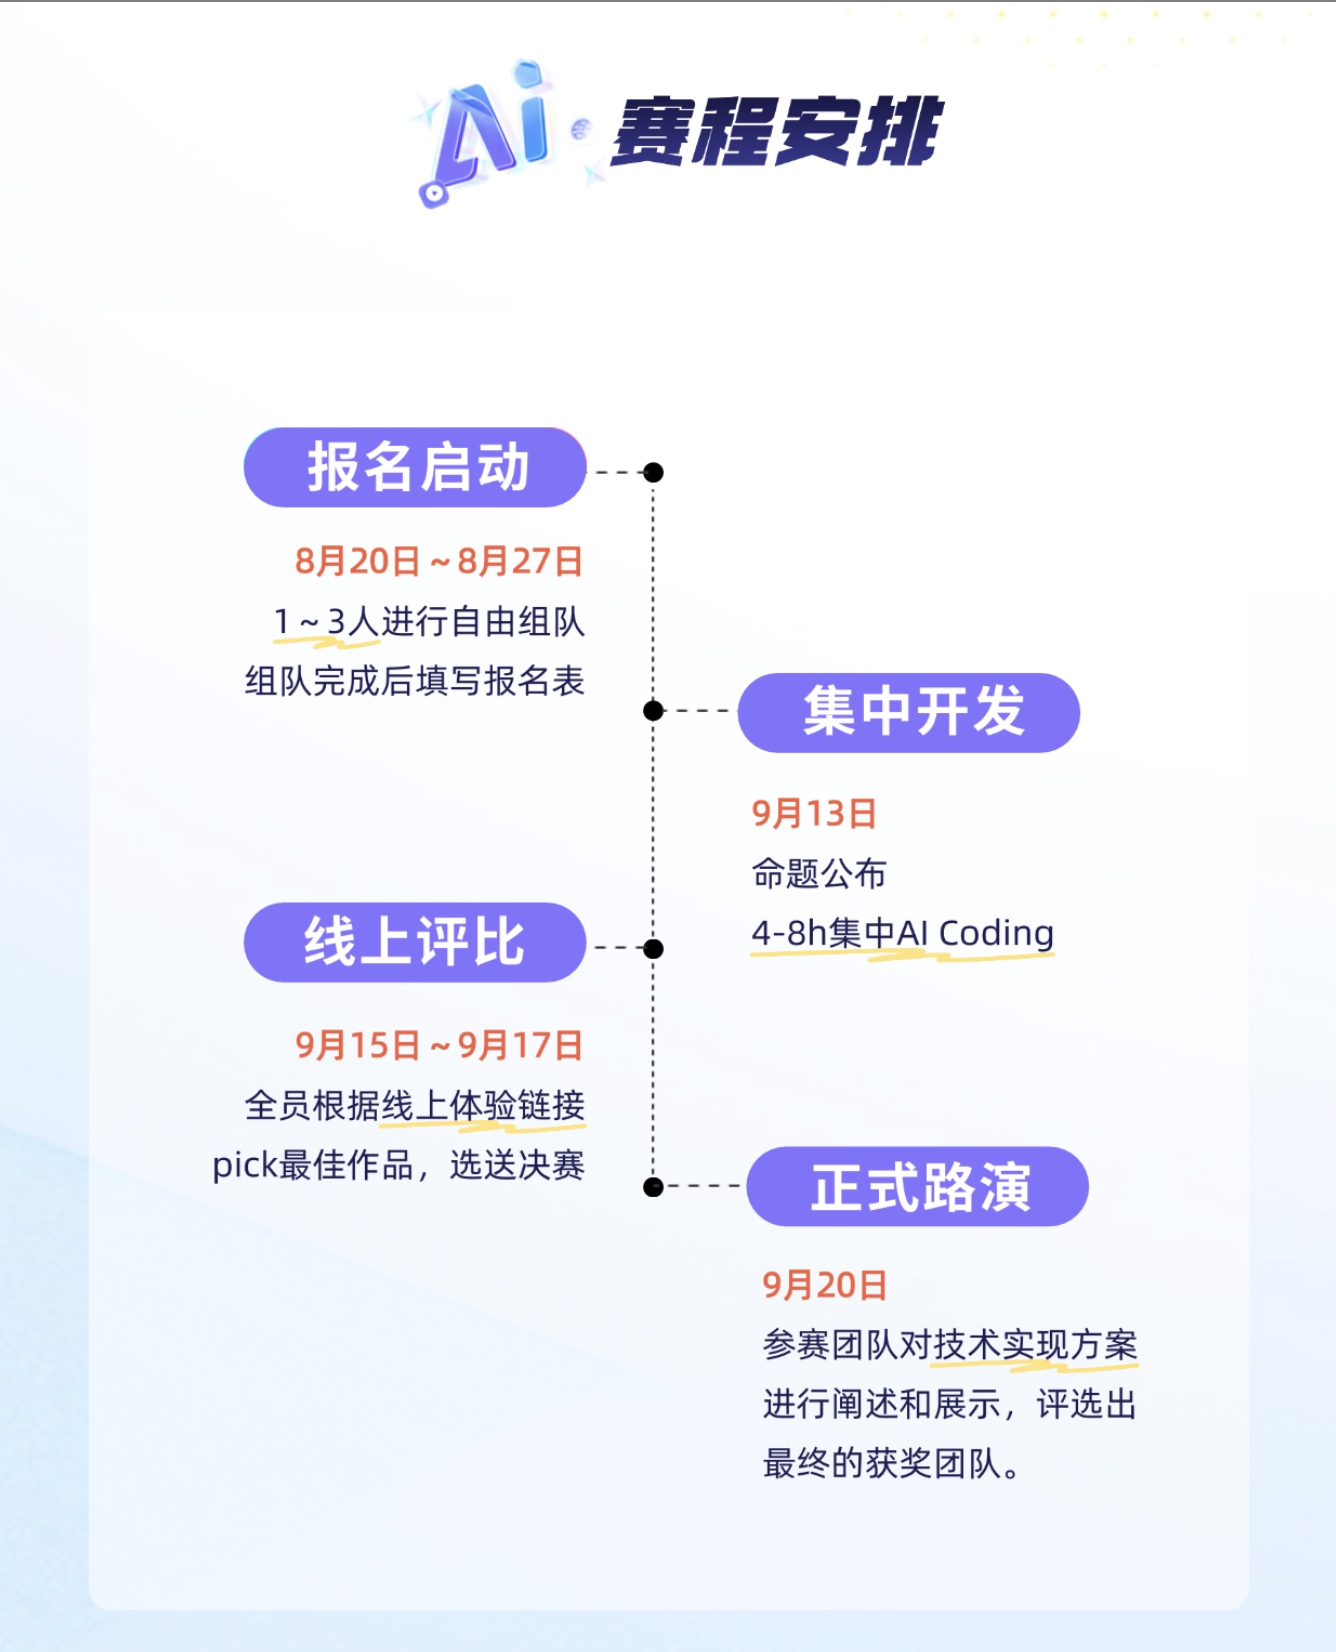 Ai 赛程安排
报名启动
8月20日~8月27日
1~3人进行自由组队
组队完成后填写报名表
集中开发
9月13日
命题公布
4-8h集中AI Coding
线上评比
9月15日~9月17日
全员根据线上体验链接
pick最佳作品，选送决赛
正式路演
9月20日
参赛团队对技术实现方案
进行阐述和展示，评选出
最终的获奖团队。